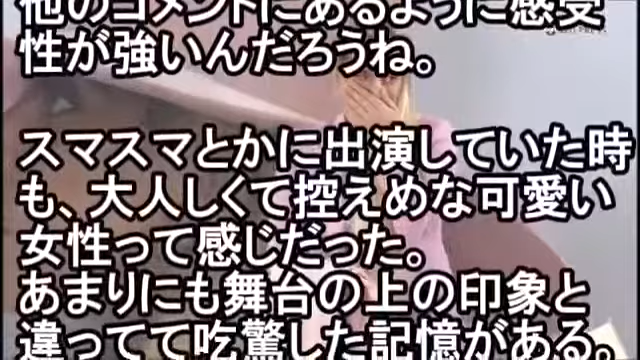 他のコメントにあるように感受
性が強いんだろうね。
スマスマとかに出演していた時
も、大人しくて控えめな可愛い
女性って感じだった。
あまりにも舞台の上の印象と
違ってて吃驚した記憶がある。